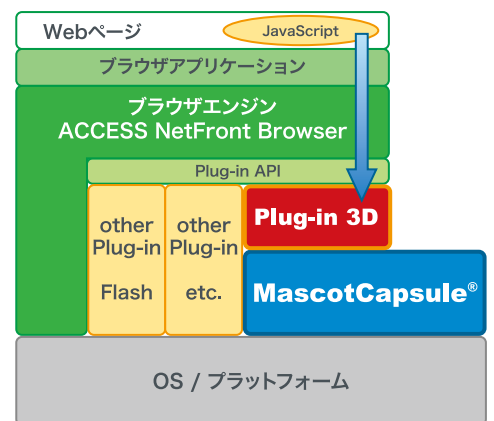 Webページ
JavaScript
ブラウザアプリケーション
ブラウザエンジン
ACCESS NetFront Browser
Plug-in API
other
Plug-in
Flash
other
Plug-in
etc.
Plug-in 3D
MascotCapsule®
OS / プラットフォーム